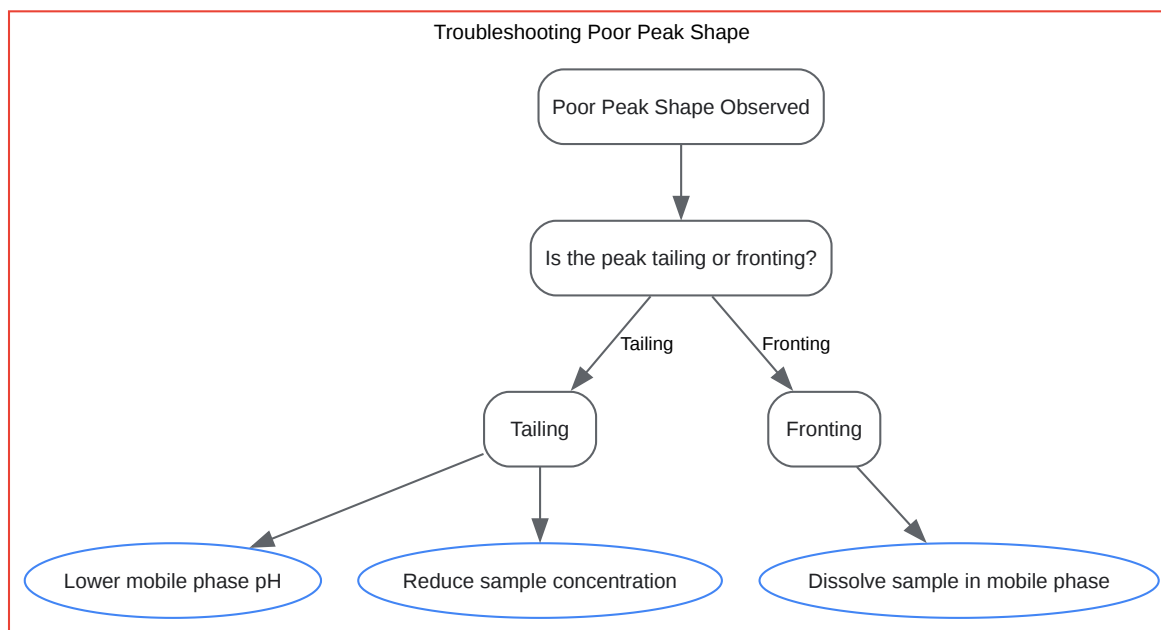 Troubleshooting Poor Peak Shape
Poor Peak Shape Observed
Is the peak tailing or fronting?
Tailing
Fronting
Tailing
Fronting
Lower mobile phase pH
Reduce sample concentration
Dissolve sample in mobile phase